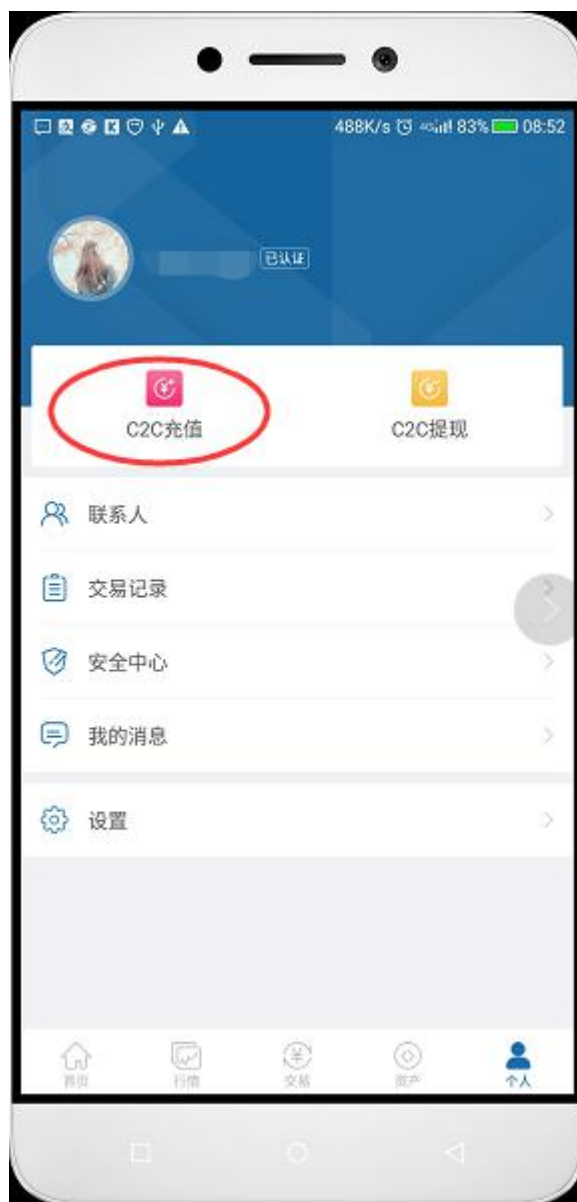 488K/s 4G 83% 08:52
已认证
C2C充值
C2C提现
联系人
交易记录
安全中心
我的消息
设置
首页
行情
交易
资产
个人